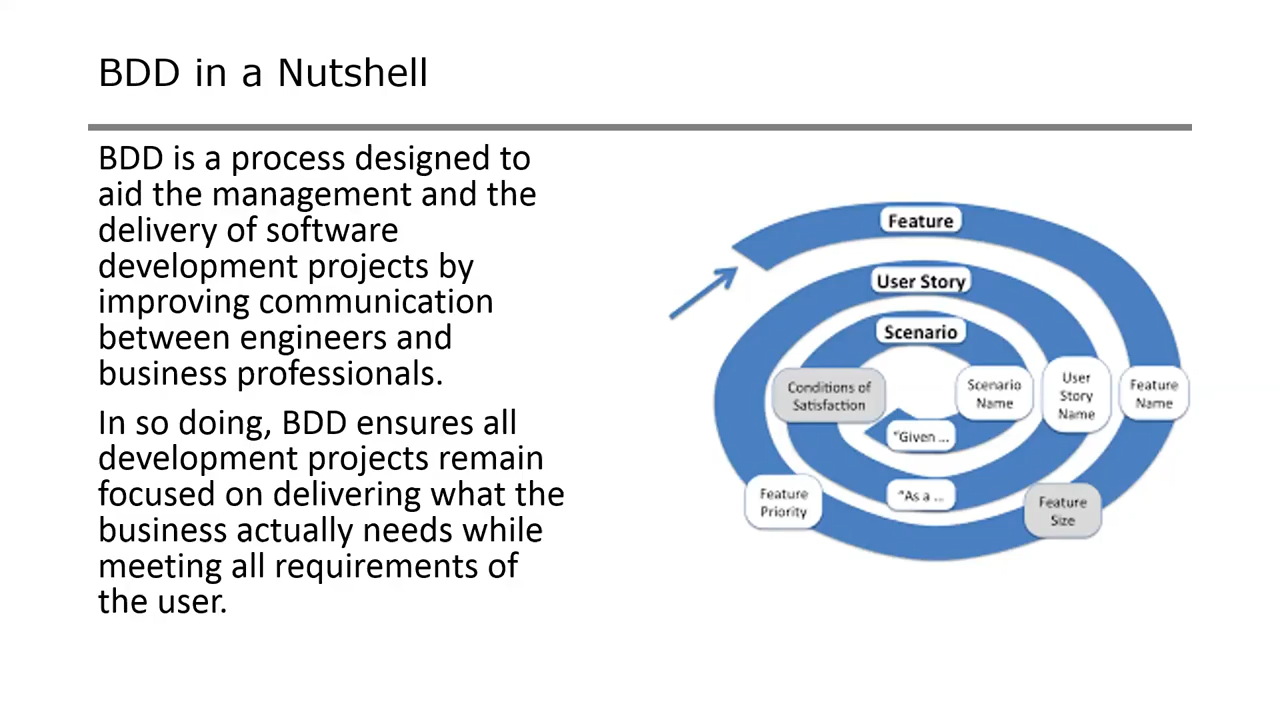 BDD in a Nutshell
BDD is a process designed to
aid the management and the
delivery of software
development projects by
improving communication
between engineers and
business professionals.
In so doing, BDD ensures all
development projects remain
focused on delivering what the
business actually needs while
meeting all requirements of
the user.
Feature
User Story
Scenario
Conditions of
Satisfaction
Scenario
Name
User
Story
Name
Feature
Name
"Given ...
"As a ...
Feature
Priority
Feature
Size